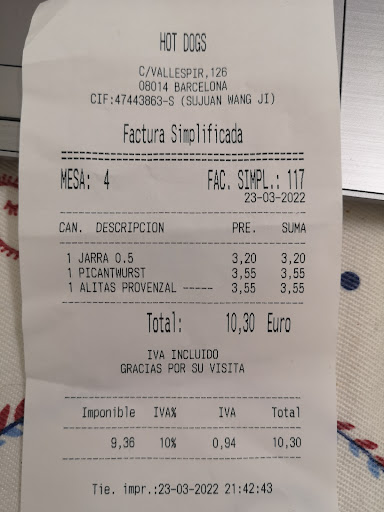 HOT DOGS
C/VALLESPIR,126
08014 BARCELONA
CIF:47443863-S (SUJUAN WANG JI)
Factura Simplificada
MESA: 4 FAC. SIMPL.: 117
23-03-2022
CAN. DESCRIPCION PRE. SUMA
1 JARRA 0.5 3,20 3,20
1 PICANTWURST 3,55 3,55
1 ALITAS PROVENZAL ----- 3,55 3,55
Total: 10,30 Euro
IVA INCLUIDO
GRACIAS POR SU VISITA
Imponible IVA% IVA Total
9,36 10% 0,94 10,30
Tie. impr.:23-03-2022 21:42:43